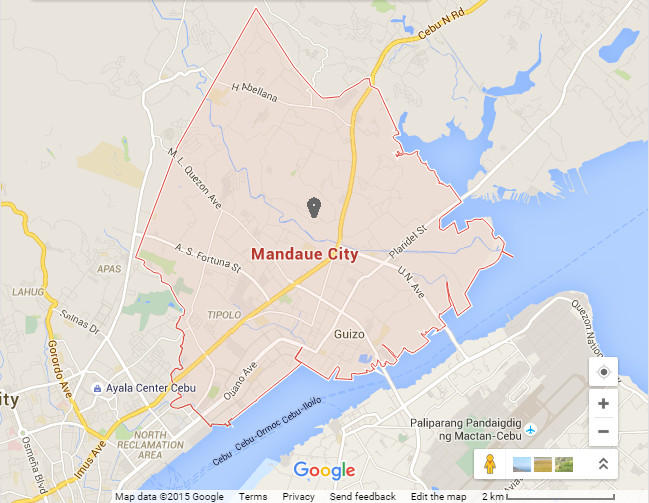 Cebu N Rd
H Abellana
M. L. Quezon Ave
Plaridel St
A. S. Fortuna St
Mandaue City
U.N. Ave
APAS
LAHUG
Salinas Dr
TIPOLO
Guizo
Quezon Nation
Gorordo Ave
Ouano Ave
Ayala Center Cebu
ity
Osmeña Blvd
Imus Ave
NORTH
RECLAMATION
AREA
Cebu
Cebu-Ormoc Cebu-Iloilo
Paliparang Pandaigdig
ng Mactan-Cebu
Google
Map data ©2015 Google
Terms
Privacy
Send feedback
Edit the map
2 km